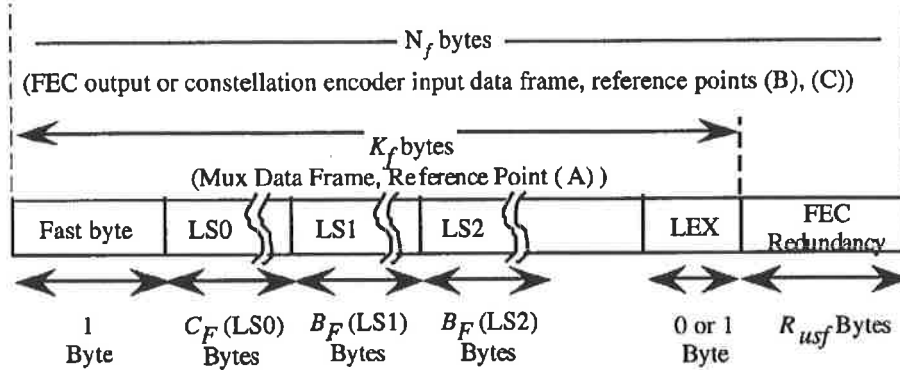 N_f bytes
(FEC output or constellation encoder input data frame, reference points (B), (C))
K_f bytes
(Mux Data Frame, Reference Point (A))
Fast byte LS0 LS1 LS2 LEX FEC Redundancy
1 Byte
C_F (LS0) Bytes
B_F (LS1) Bytes
B_F (LS2) Bytes
0 or 1 Byte
R_usf Bytes